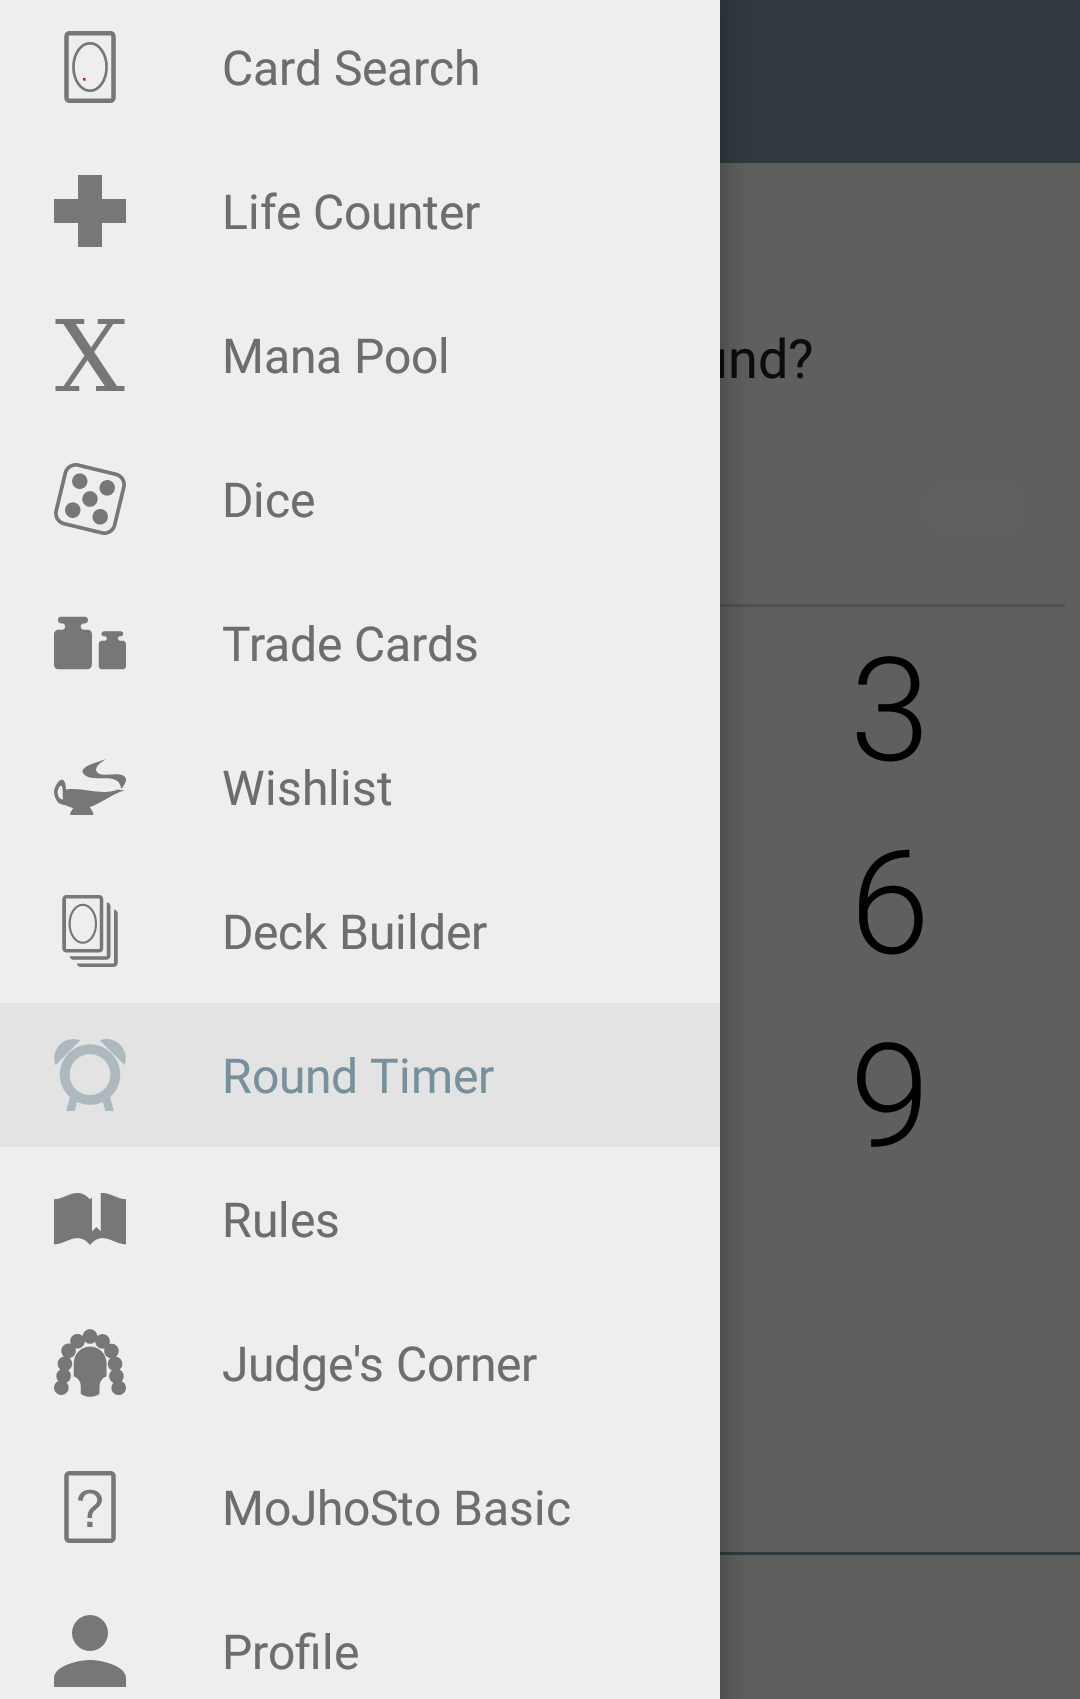 Card Search
Life Counter
X
Mana Pool
und?
Dice
Trade Cards
3
Wishlist
6
Deck Builder
Round Timer
9
Rules
Judge's Corner
?
MoJhoSto Basic
Profile